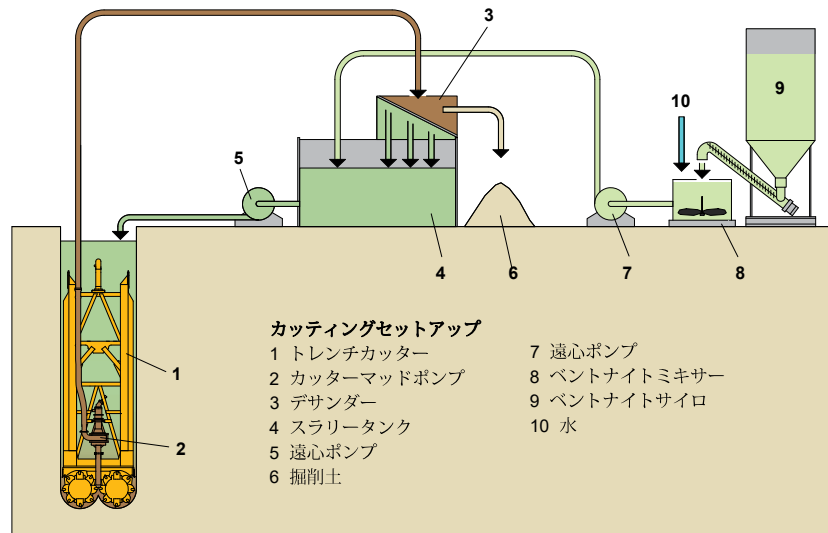 3
9
10
5
4
6
7
8
1
2
カッティングセットアップ
1 トレンチカッター
2 カッターマッドポンプ
3 デサンダー
4 スラリータンク
5 遠心ポンプ
6 掘削土
7 遠心ポンプ
8 ベントナイトミキサー
9 ベントナイトサイロ
10 水